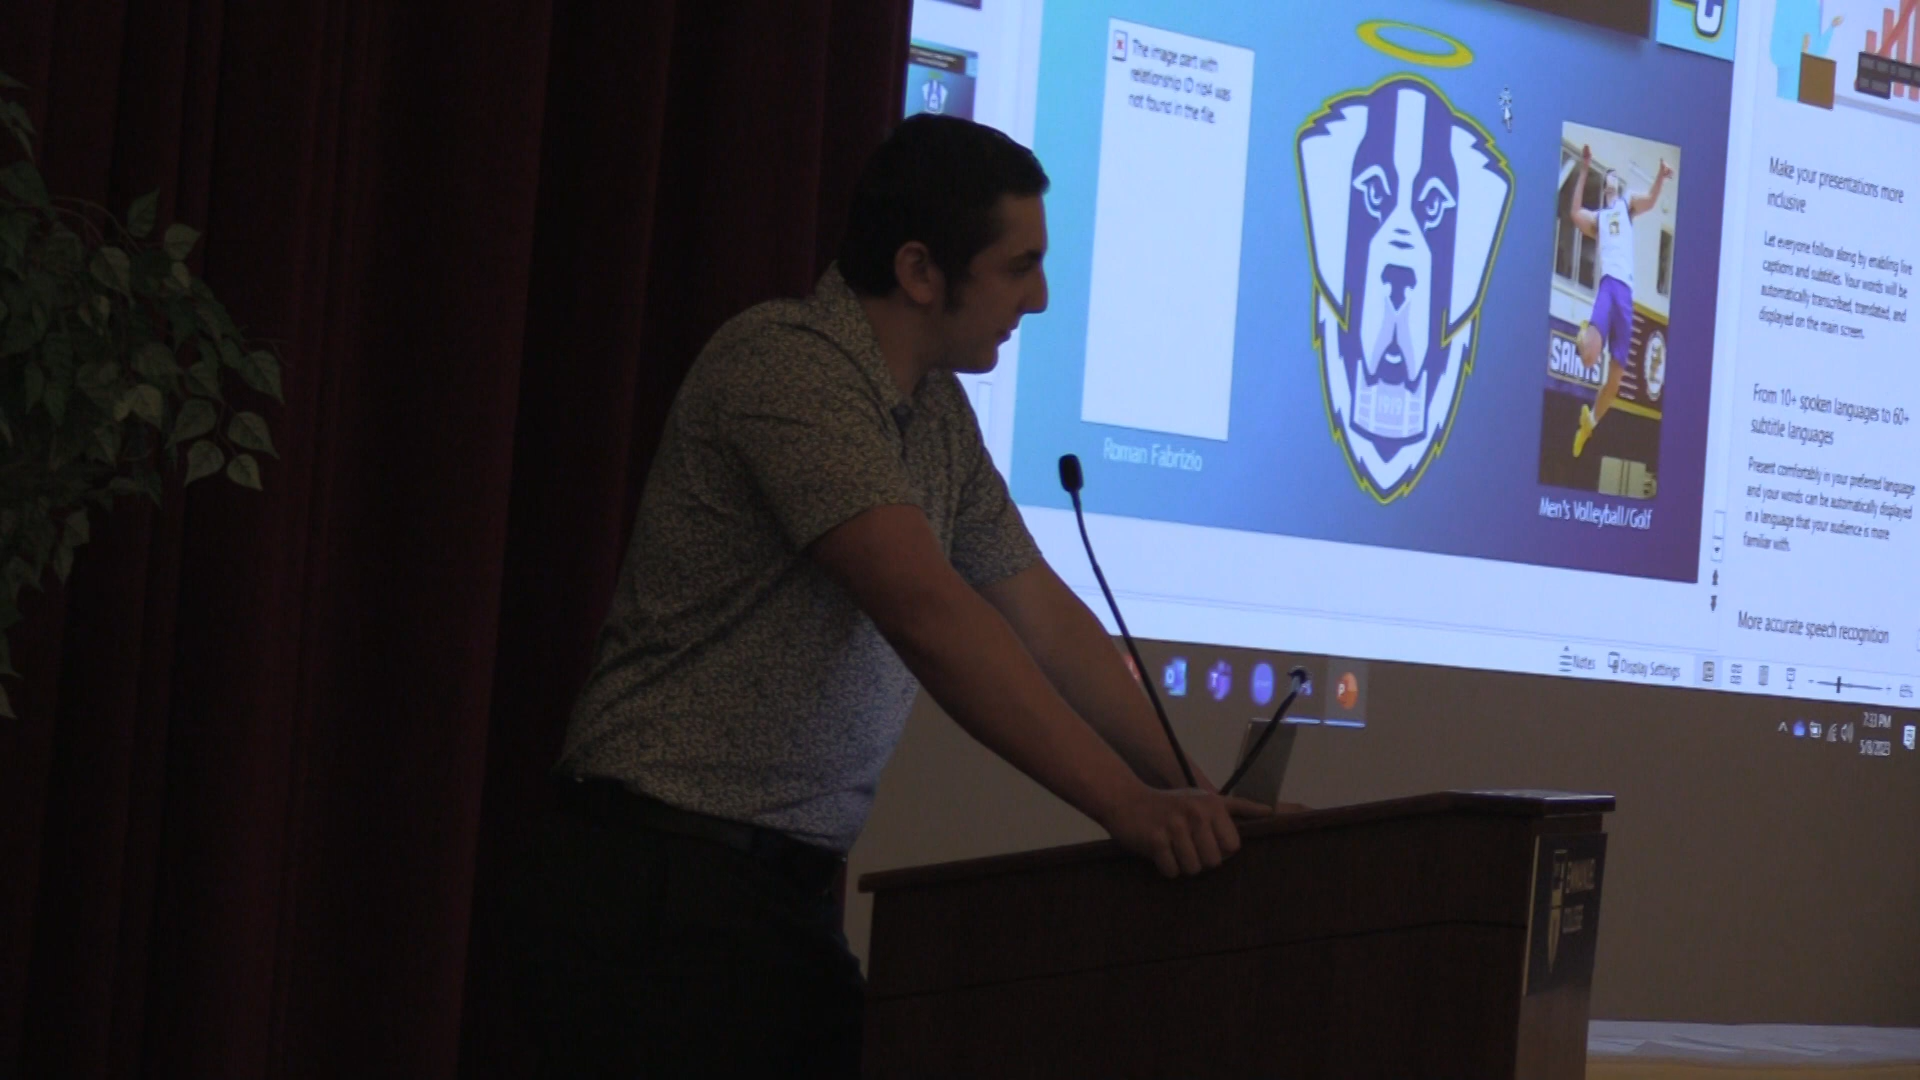 The image part with
relationship ID rId4 was
not found in the file.
Roman Fabrizio
1919
SAINTS
Men's Volleyball/Golf
Make your presentations more
inclusive
Let everyone follow along by enabling live
captions and subtitles. Your words will be
automatically transcribed, translated, and
displayed on the main screen.
From 10+ spoken languages to 60+
subtitle languages
Present comfortably in your preferred language
and your words can be automatically displayed
in a language that your audience is more
familiar with.
More accurate speech recognition
Notes
Display Settings
7:33 PM
5/8/2023
EMMANUEL
COLLEGE